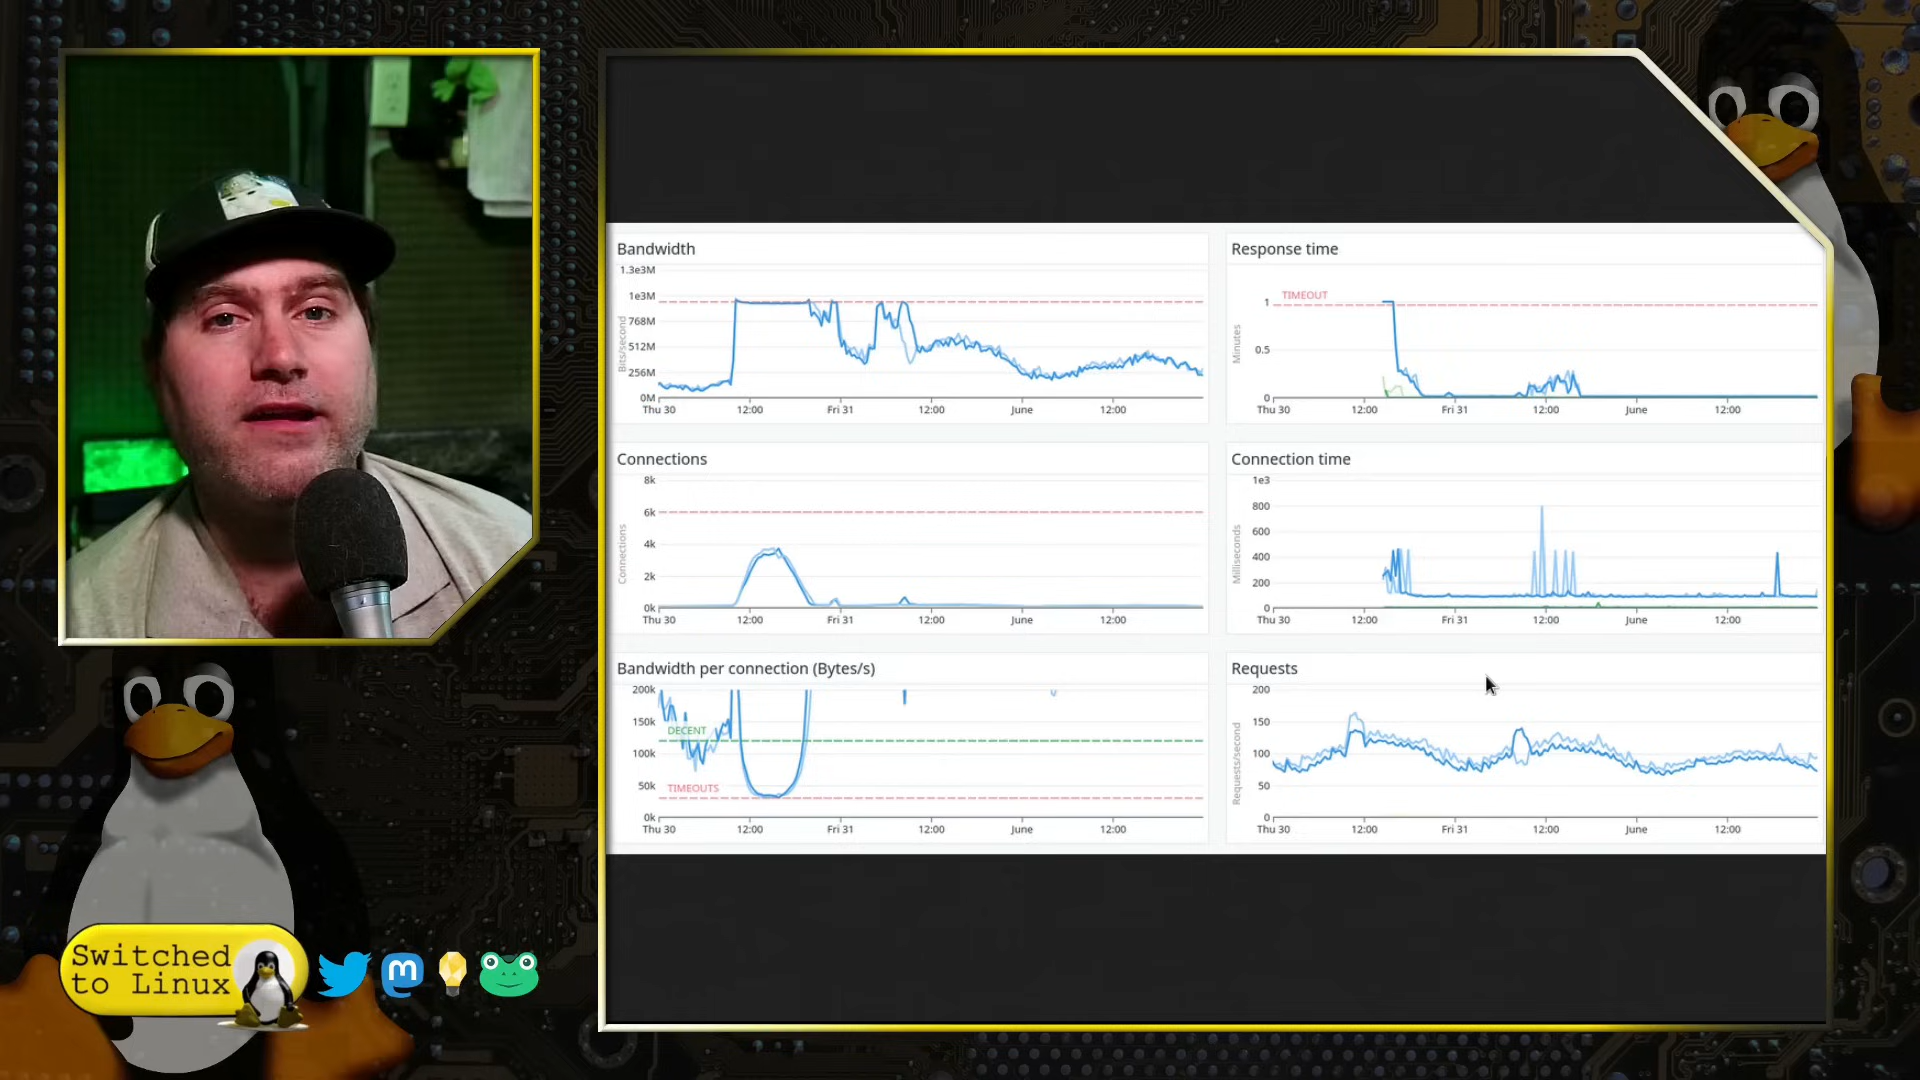 Bandwidth
1.3e3M
1e3M
768M
512M
256M
0M
Bits/second
Thu 30 12:00 Fri 31 12:00 June 12:00
Response time
TIMEOUT
1
0.5
0
Minutes
Thu 30 12:00 Fri 31 12:00 June 12:00
Connections
8k
6k
4k
2k
0k
Connections
Thu 30 12:00 Fri 31 12:00 June 12:00
Connection time
1e3
800
600
400
200
0
Milliseconds
Thu 30 12:00 Fri 31 12:00 June 12:00
Bandwidth per connection (Bytes/s)
200k
150k
DECENT
100k
50k
TIMEOUTS
0k
Thu 30 12:00 Fri 31 12:00 June 12:00
Requests
200
150
100
50
0
Requests/second
Thu 30 12:00 Fri 31 12:00 June 12:00
Switched
to Linux
m